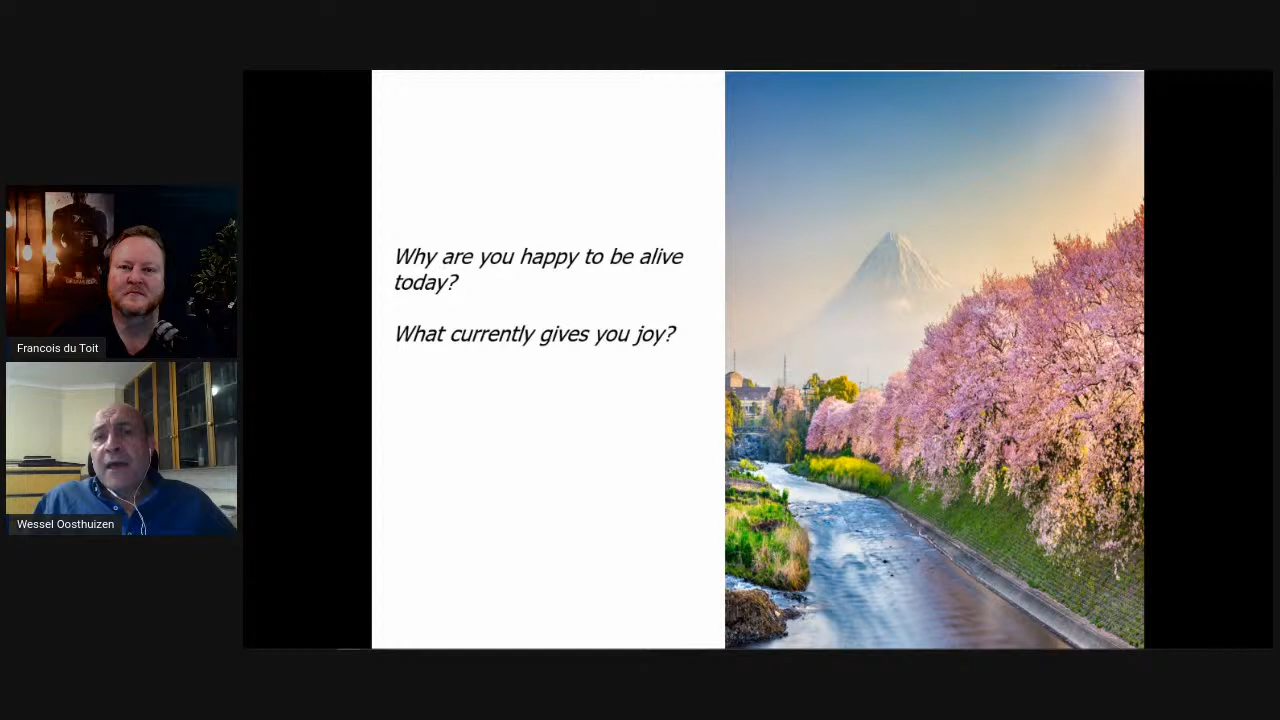 Why are you happy to be alive
today?
What currently gives you joy?
Francois du Toit
Wessel Oosthuizen